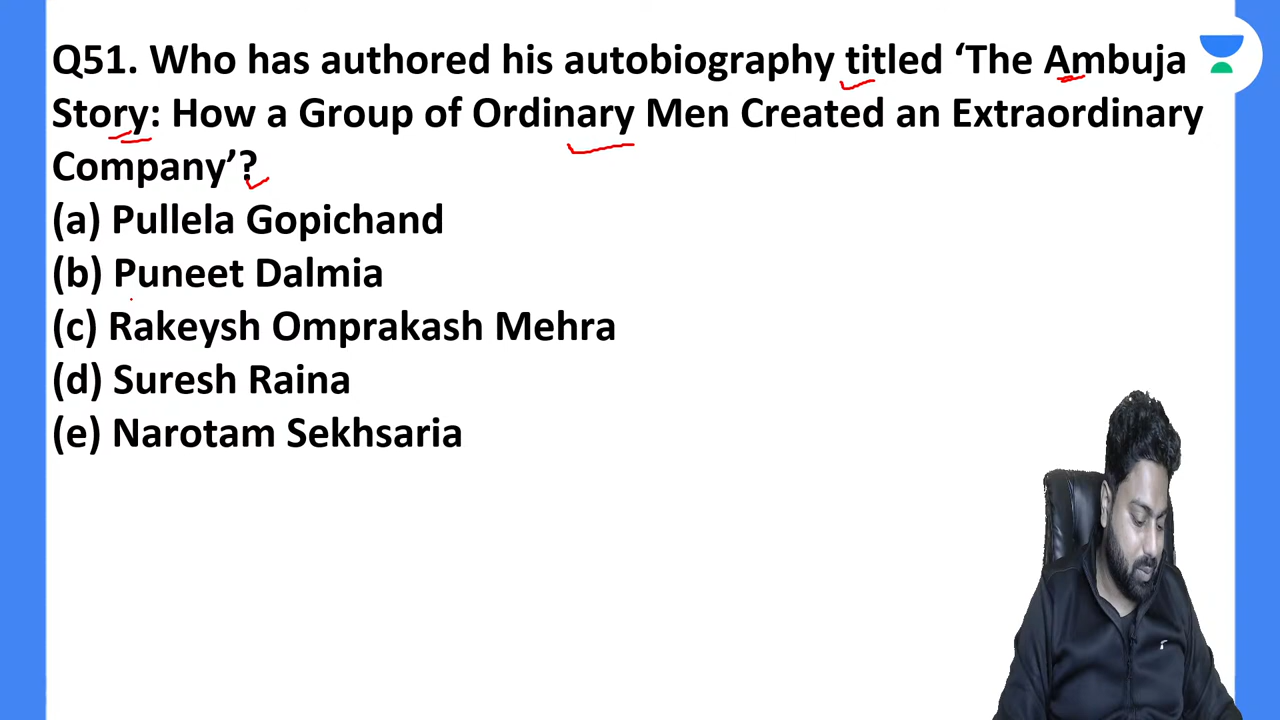 Q51. Who has authored his autobiography titled ‘The Ambuja
Story: How a Group of Ordinary Men Created an Extraordinary
Company’?
(a) Pullela Gopichand
(b) Puneet Dalmia
(c) Rakeysh Omprakash Mehra
(d) Suresh Raina
(e) Narotam Sekhsaria